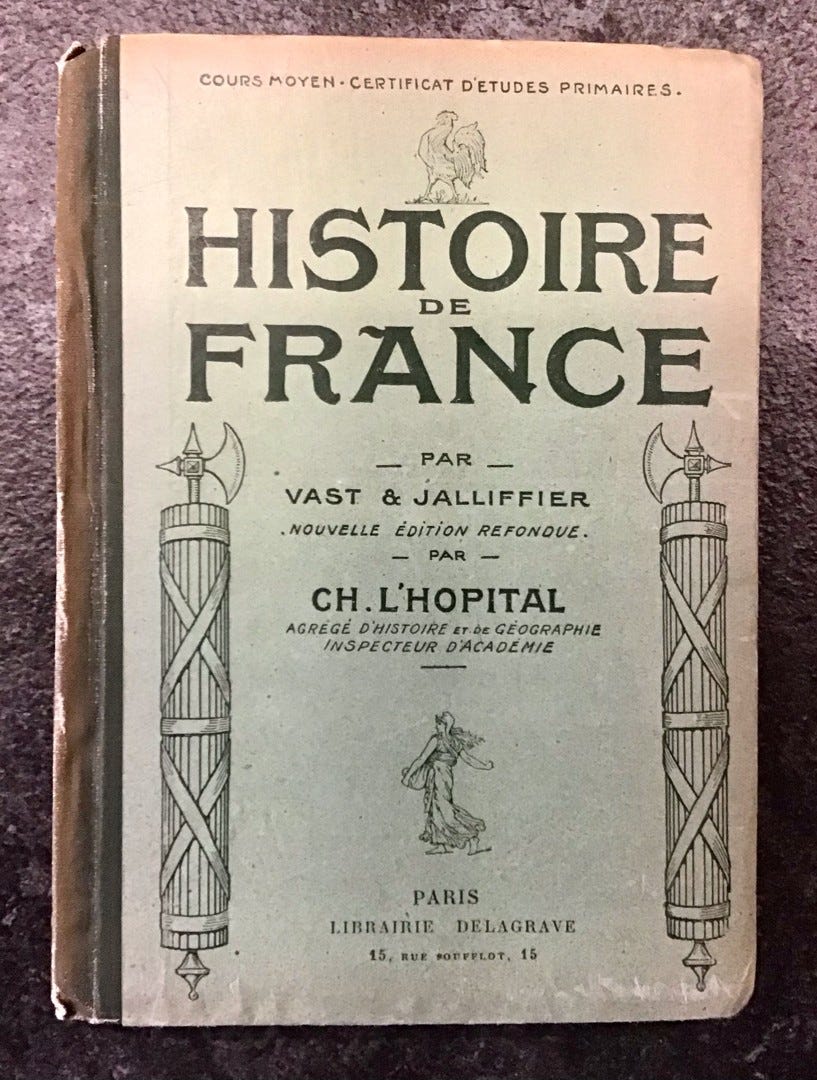 COURS MOYEN · CERTIFICAT D'ETUDES PRIMAIRES.
HISTOIRE
DE
FRANCE
— PAR —
VAST & JALLIFFIER
. NOUVELLE ÉDITION REFONDUE.
— PAR —
CH. L'HOPITAL
AGRÉGÉ D'HISTOIRE ET DE GÉOGRAPHIE
INSPECTEUR D'ACADÉMIE
PARIS
LIBRAIRIE DELAGRAVE
15, RUE SOUFFLOT, 15